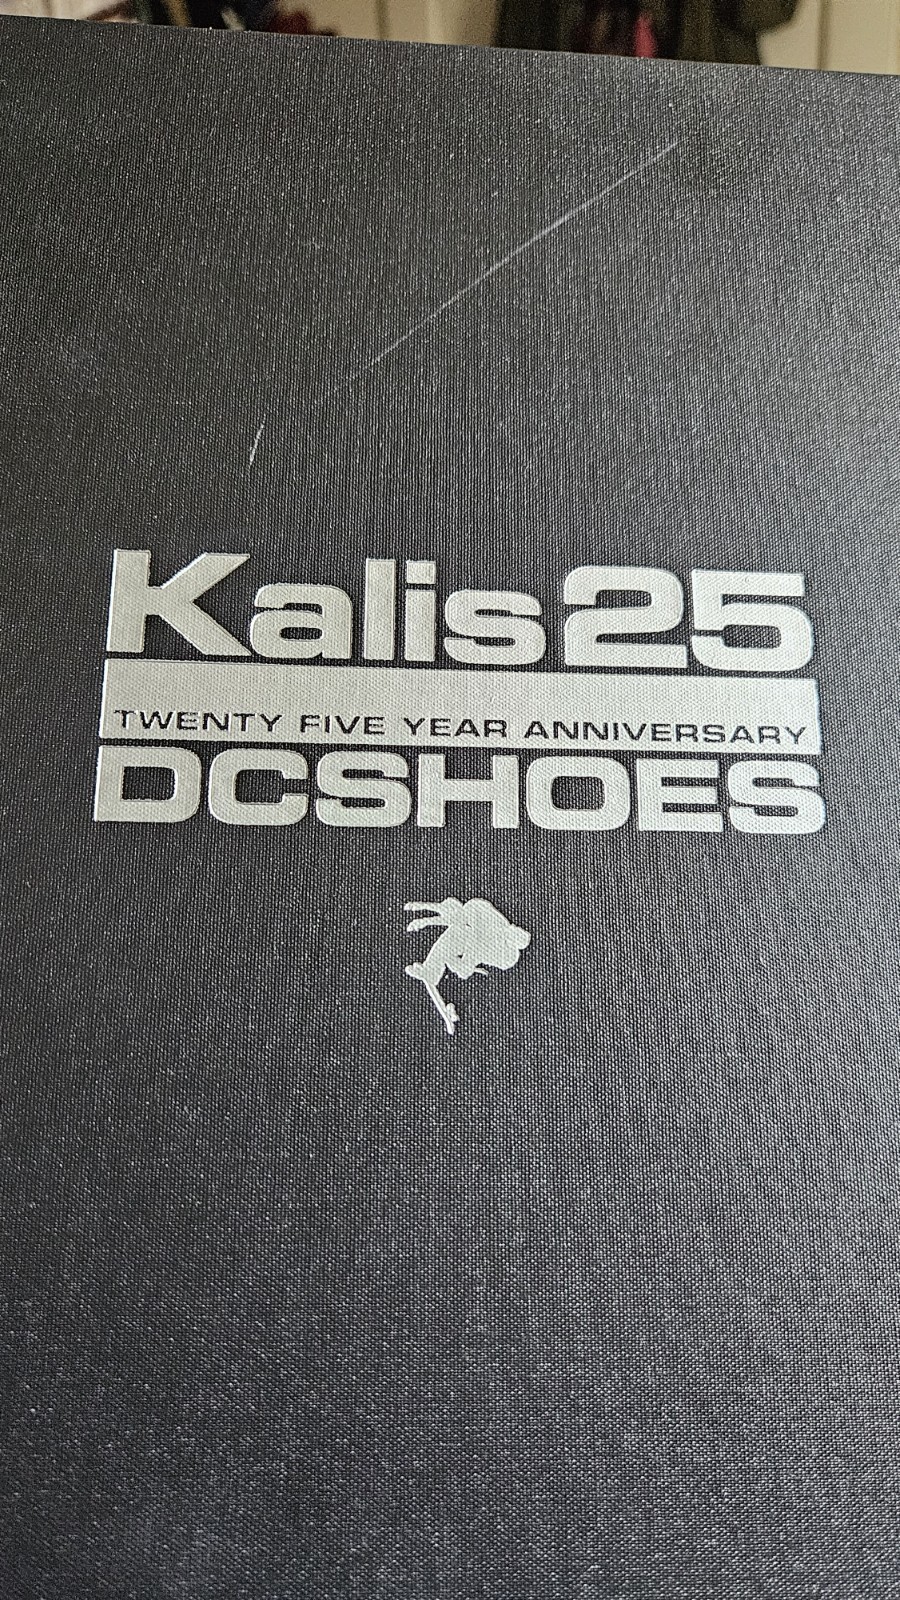 Kalis25
TWENTY FIVE YEAR ANNIVERSARY
DCSHOES